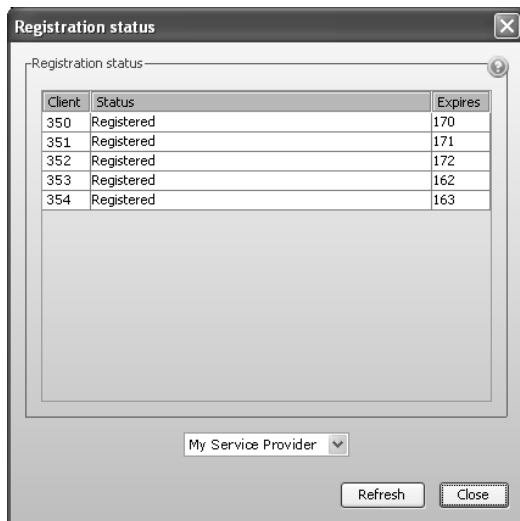 Registration status
Registration status
Client Status Expires
350 Registered 170
351 Registered 171
352 Registered 172
353 Registered 162
354 Registered 163
My Service Provider
Refresh Close